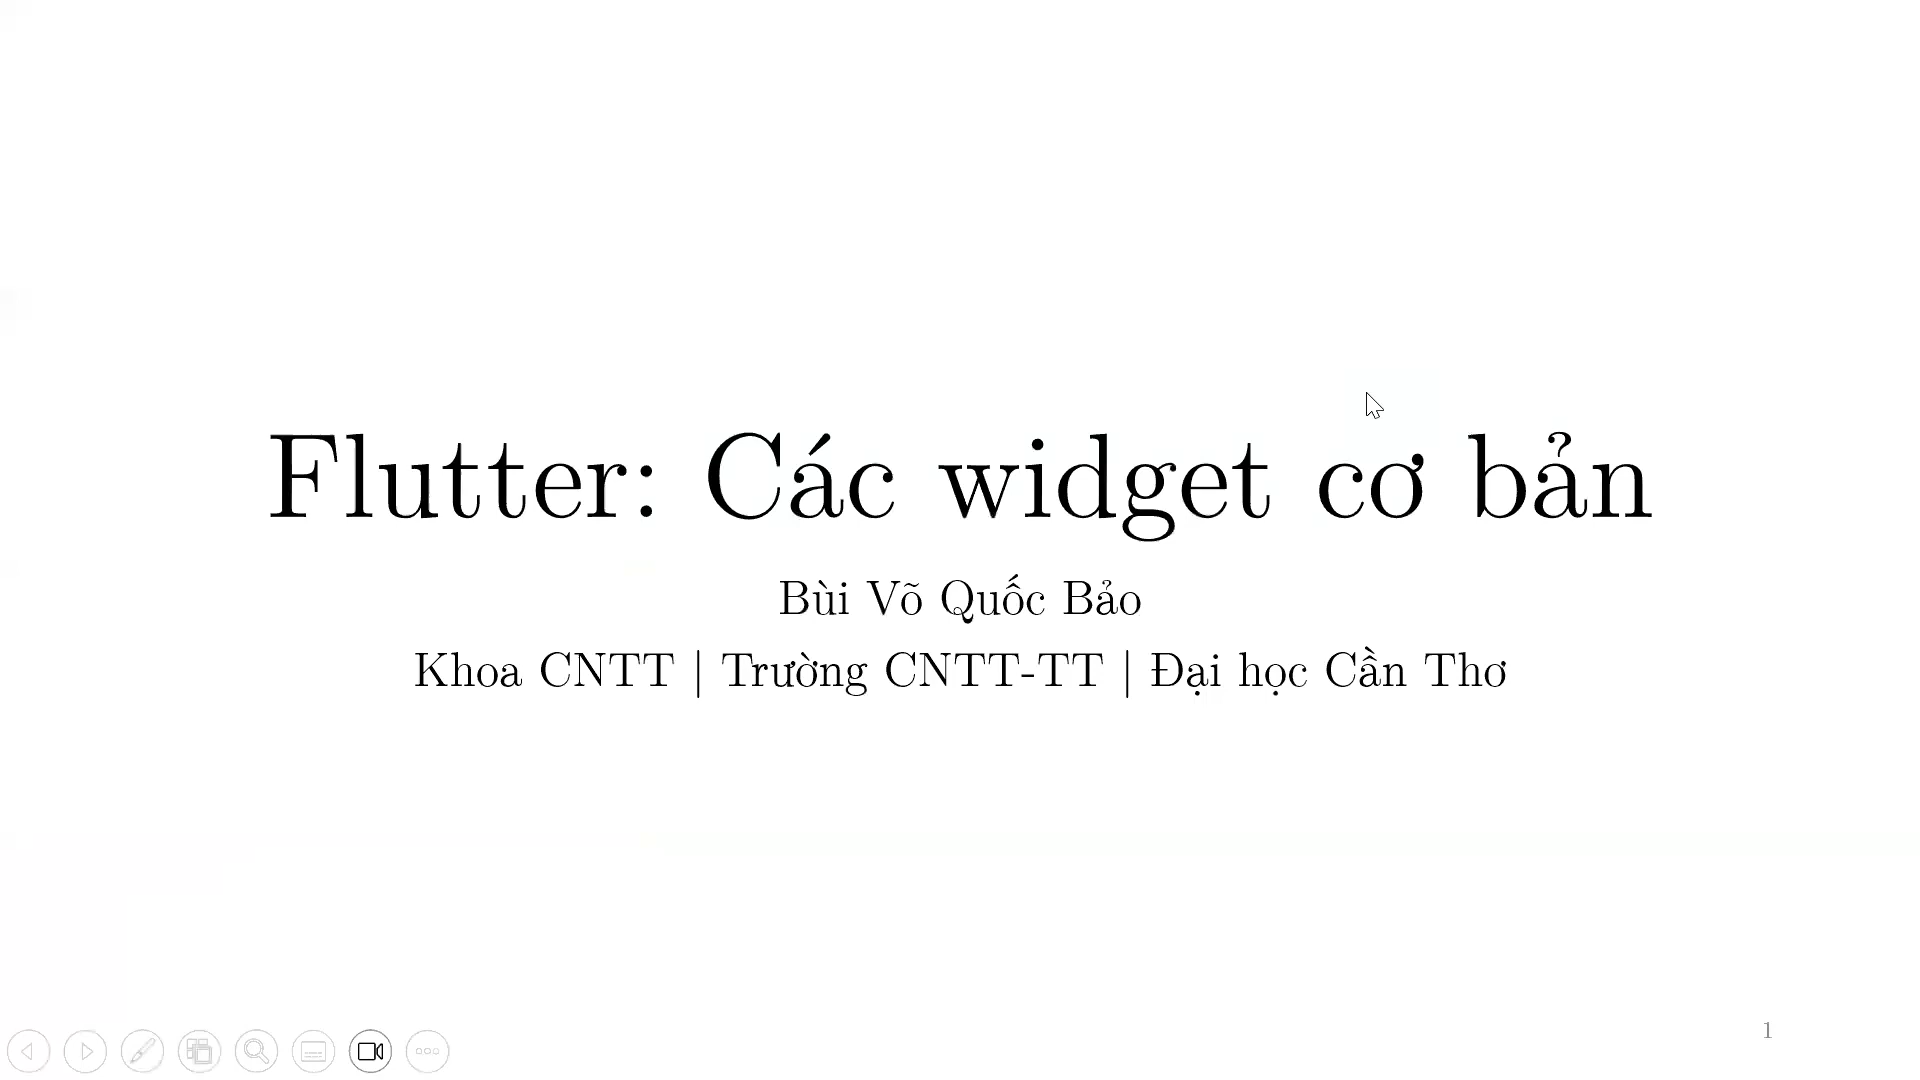 Flutter: Các widget cơ bản
Bùi Võ Quốc Bảo
Khoa CNTT | Trường CNTT-TT | Đại học Cần Thơ
1